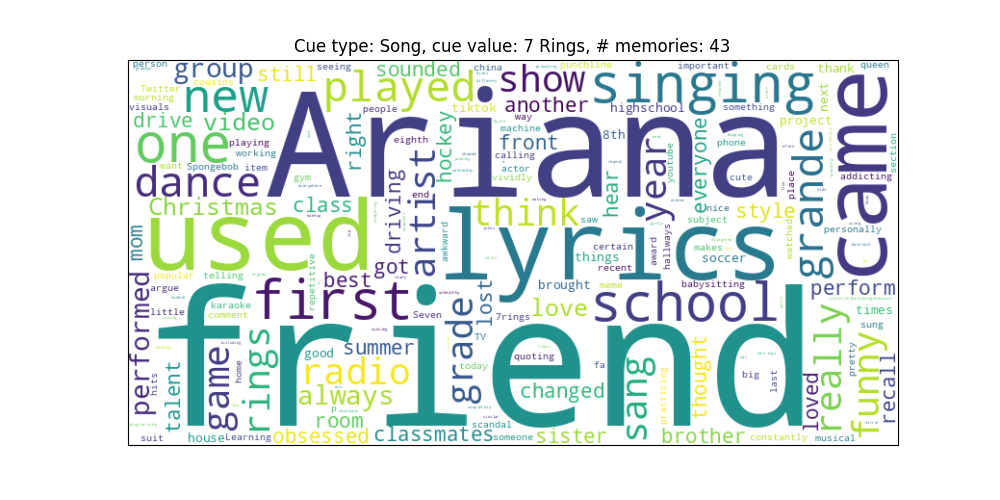 Cue type: Song, cue value: 7 Rings, # memories: 43
person
group
cousins
still
seeing
sounded
china
show
punchline
singing
important
cards
thank
queen
Twitter
morning
new
played
tiktok
another
highschool
something
next
came
visuals
drive
video
Ariana
people
way
machine
front
8th
everyone
phone
project
one
playing
working
right
eighth
hockey
calling
hear
year
youtube
grande
section
want
Spongebob
item
actor
vividly
cute
place
addicting
dance
gym
driving
artist
end
Christmas
class
think
saw
nice
subject
style
personally
watched
used
lyrics
awkward
certain
things
recent
award
hallways
makes
soccer
mom
popular
telling
repetitive
best
got
brought
meme
babysitting
perform
performed
argue
little
karaoke
comment
first
Seven
grade
lost
7rings
love
school
times
friend
hits
talent
game
home
rings
good
summer
radio
always
TV
today
quoting
fa
changed
sang
practicing
thought
big
last
loved
really
pretty
sung
funny
recall
suit
house
Learning
obsessed
room
classmates
scandal
someone
sister
brother
constantly
musical